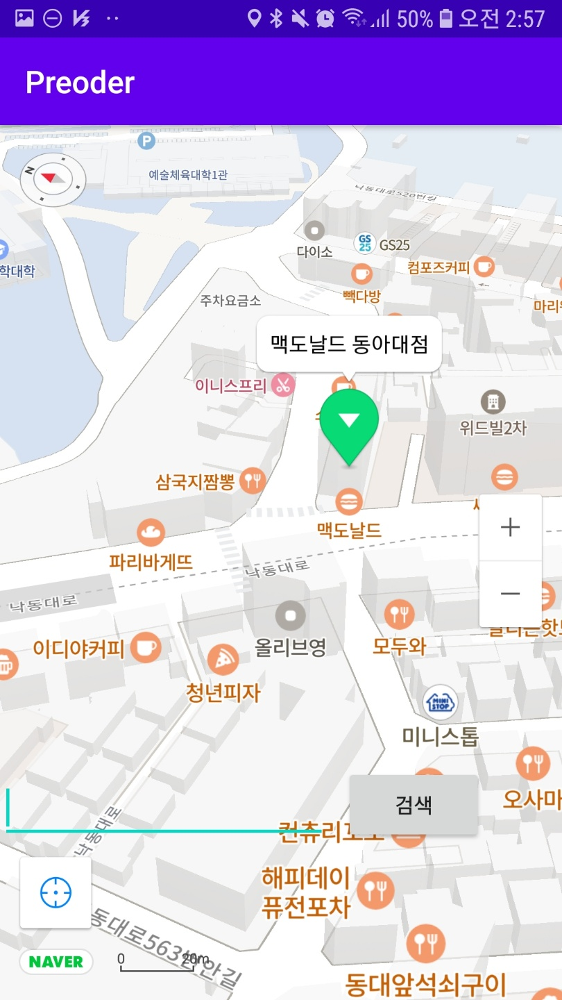 50% 오전 2:57
Preoder
P
예술체육대학1관
N
낙동대로520번길
다이소
GS25
GS25
컴포즈커피
학대학
빽다방
마리
주차요금소
맥도날드 동아대점
이니스프리
위드빌2차
삼국지짬뽕
맥도날드
파리바게뜨
낙동대로
낙동대로
올리브영
모두와
이디야커피
청년피자
MINI STOP
미니스톱
오사마
검색
낙동대로
해피데이
퓨전포차
동대로563번안길
NAVER
0 20m
동대앞석쇠구이